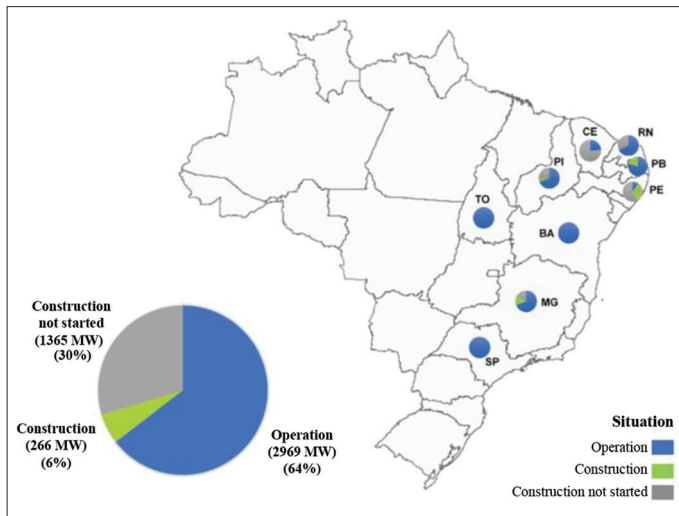 CE
RN
PI
PB
PE
TO
BA
MG
SP
Construction
not started
(1365 MW)
(30%)
Construction
(266 MW)
(6%)
Operation
(2969 MW)
(64%)
Situation
Operation
Construction
Construction not started